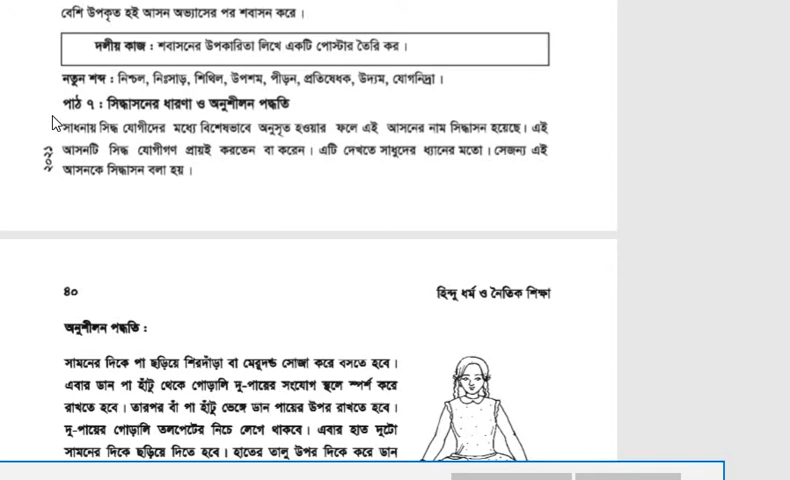 বেশি উপকৃত হই আসন অভ্যাসের পর শবাসন করে ।
দলীয় কাজ : শবাসনের উপকারিতা লিখে একটি পোস্টার তৈরি কর ।
নতুন শব্দ : নিশ্চল, নিঃসাড়, শিথিল, উপশম, পীড়ন, প্রতিষেধক, উদ্যম, যোগনিদ্রা ।
পাঠ ৭ : সিদ্ধাসনের ধারণা ও অনুশীলন পদ্ধতি
সাধনায় সিদ্ধ যোগীদের মধ্যে বিশেষভাবে অনুসৃত হওয়ার ফলে এই আসনের নাম সিদ্ধাসন হয়েছে। এই
আসনটি সিদ্ধ যোগীগণ প্রায়ই করতেন বা করেন । এটি দেখতে সাধুদের ধ্যানের মতো । সেজন্য এই
আসনকে সিদ্ধাসন বলা হয় ।
২০২১
৪০
হিন্দু ধর্ম ও নৈতিক শিক্ষা
অনুশীলন পদ্ধতি :
সামনের দিকে পা ছড়িয়ে শিরদাঁড়া বা মেরুদণ্ড সোজা করে বসতে হবে ।
এবার ডান পা হাঁটু থেকে গোড়ালি দু-পায়ের সংযোগ স্থলে স্পর্শ করে
রাখতে হবে । তারপর বাঁ পা হাঁটু ভেঙ্গে ডান পায়ের উপর রাখতে হবে ।
দু-পায়ের গোড়ালি তলপেটের নিচে লেগে থাকবে । এবার হাত দুটো
সামনের দিকে ছড়িয়ে দিতে হবে । হাতের তালু উপর দিকে করে ডান